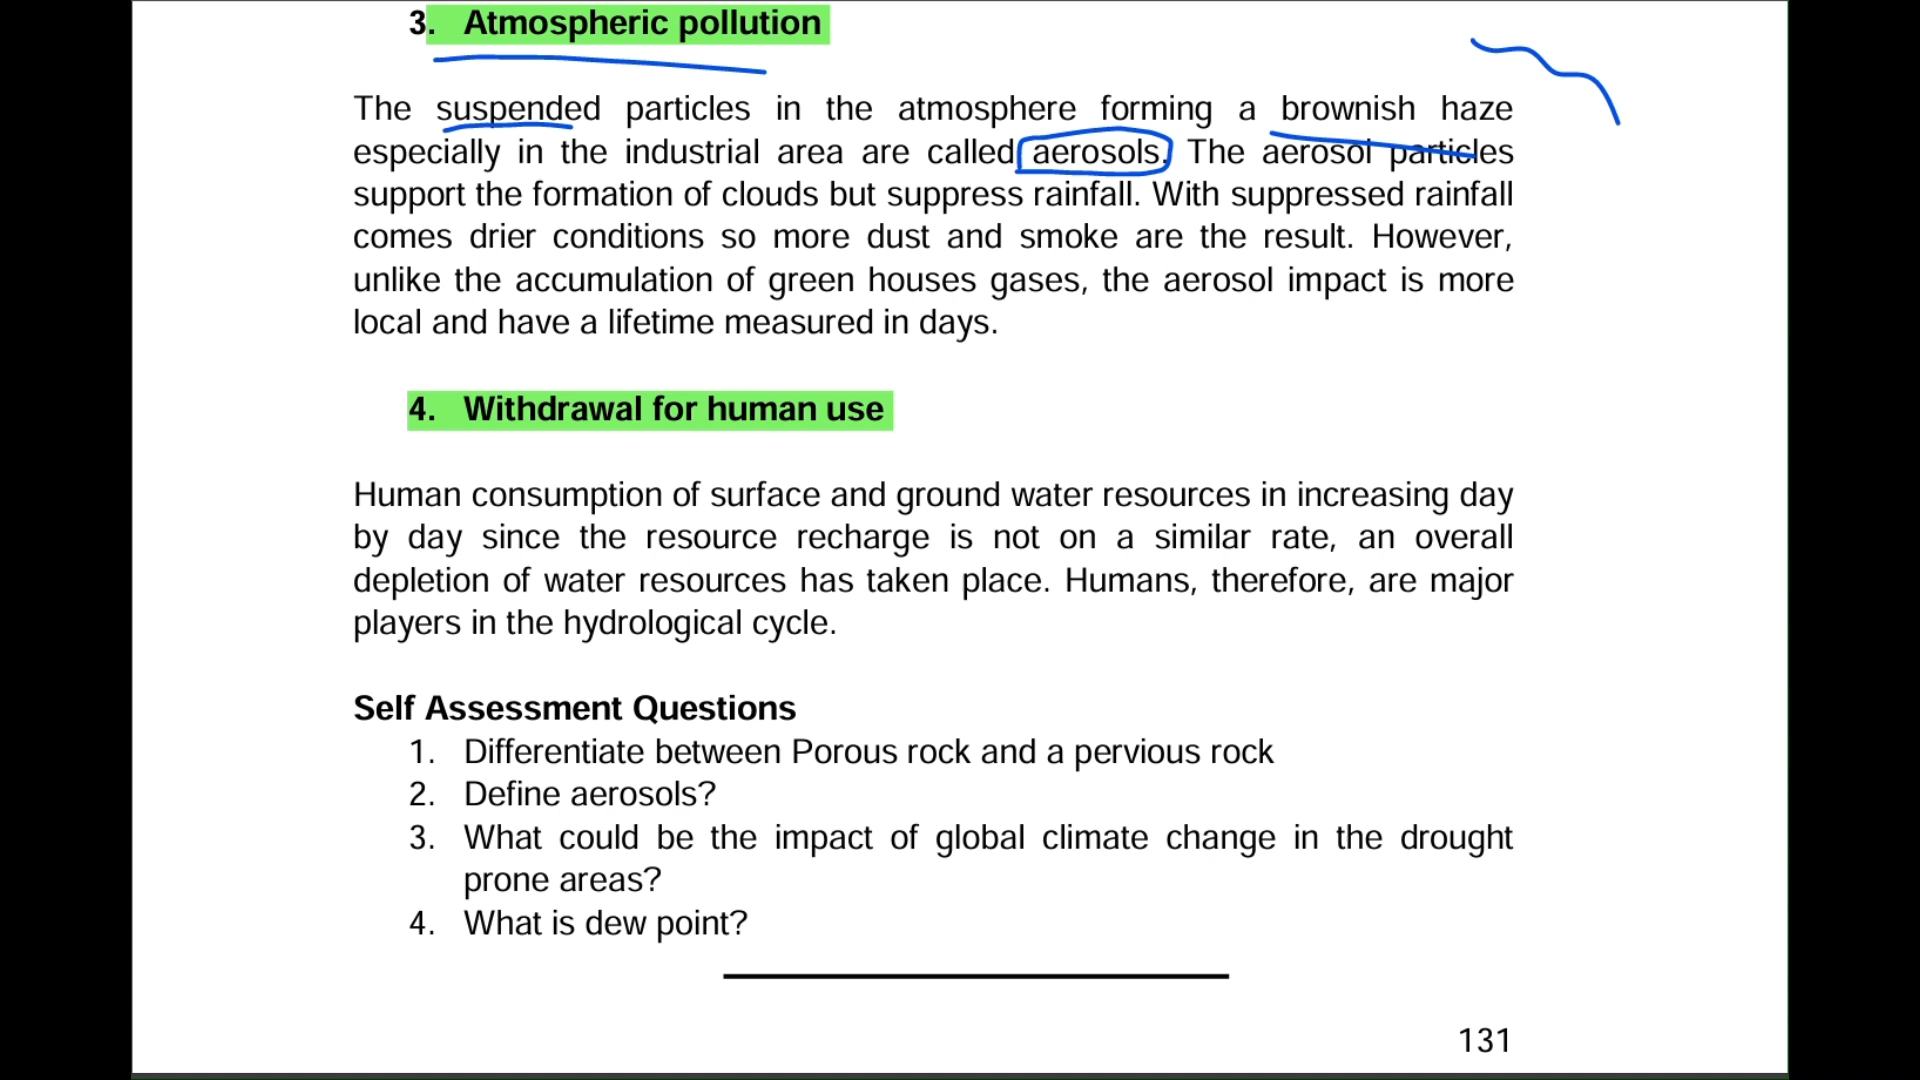 3. Atmospheric pollution
The suspended particles in the atmosphere forming a brownish haze
especially in the industrial area are called aerosols. The aerosol particles
support the formation of clouds but suppress rainfall. With suppressed rainfall
comes drier conditions so more dust and smoke are the result. However,
unlike the accumulation of green houses gases, the aerosol impact is more
local and have a lifetime measured in days.
4. Withdrawal for human use
Human consumption of surface and ground water resources in increasing day
by day since the resource recharge is not on a similar rate, an overall
depletion of water resources has taken place. Humans, therefore, are major
players in the hydrological cycle.
Self Assessment Questions
1. Differentiate between Porous rock and a pervious rock
2. Define aerosols?
3. What could be the impact of global climate change in the drought
prone areas?
4. What is dew point?
131